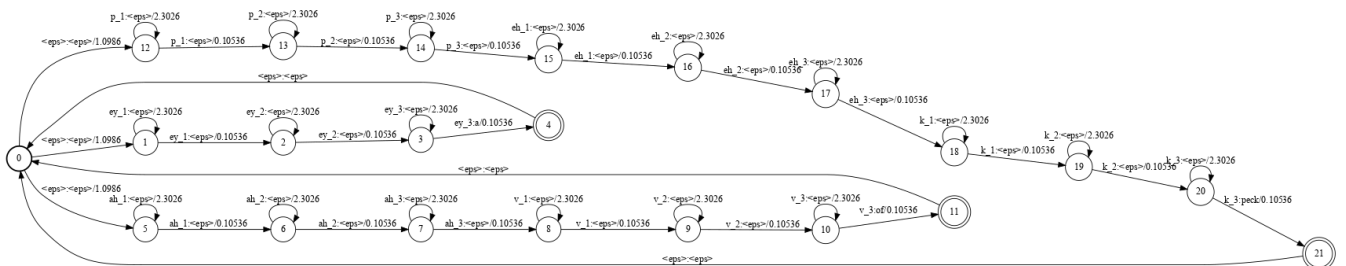 p_1:<eps>/2.3026
p_2:<eps>/2.3026
p_3:<eps>/2.3026
eh_1:<eps>/2.3026
eh_2:<eps>/2.3026
eh_3:<eps>/2.3026
<eps>:<eps>/1.0986
12
p_1:<eps>/0.10536
13
p_2:<eps>/0.10536
14
p_3:<eps>/0.10536
15
eh_1:<eps>/0.10536
16
eh_2:<eps>/0.10536
17
eh_3:<eps>/0.10536
<eps>:<eps>
ey_1:<eps>/2.3026
ey_2:<eps>/2.3026
ey_3:<eps>/2.3026
k_1:<eps>/2.3026
k_2:<eps>/2.3026
k_3:<eps>/2.3026
0
<eps>:<eps>/1.0986
1
ey_1:<eps>/0.10536
2
ey_2:<eps>/0.10536
3
ey_3:a/0.10536
4
18
k_1:<eps>/0.10536
19
k_2:<eps>/0.10536
20
k_3:peck/0.10536
<eps>:<eps>
<eps>:<eps>/1.0986
ah_1:<eps>/2.3026
ah_2:<eps>/2.3026
ah_3:<eps>/2.3026
v_1:<eps>/2.3026
v_2:<eps>/2.3026
v_3:<eps>/2.3026
5
ah_1:<eps>/0.10536
6
ah_2:<eps>/0.10536
7
ah_3:<eps>/0.10536
8
v_1:<eps>/0.10536
9
v_2:<eps>/0.10536
10
v_3:of/0.10536
11
<eps>:<eps>
21